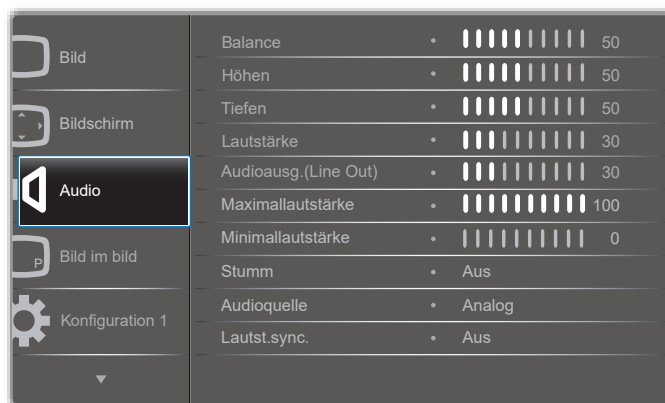 Bild
Bildschirm
Audio
P
Bild im bild
Konfiguration 1
Balance • 50
Höhen • 50
Tiefen • 50
Lautstärke • 30
Audioausg.(Line Out) • 30
Maximallautstärke • 100
Minimallautstärke • 0
Stumm • Aus
Audioquelle • Analog
Lautst.sync. • Aus